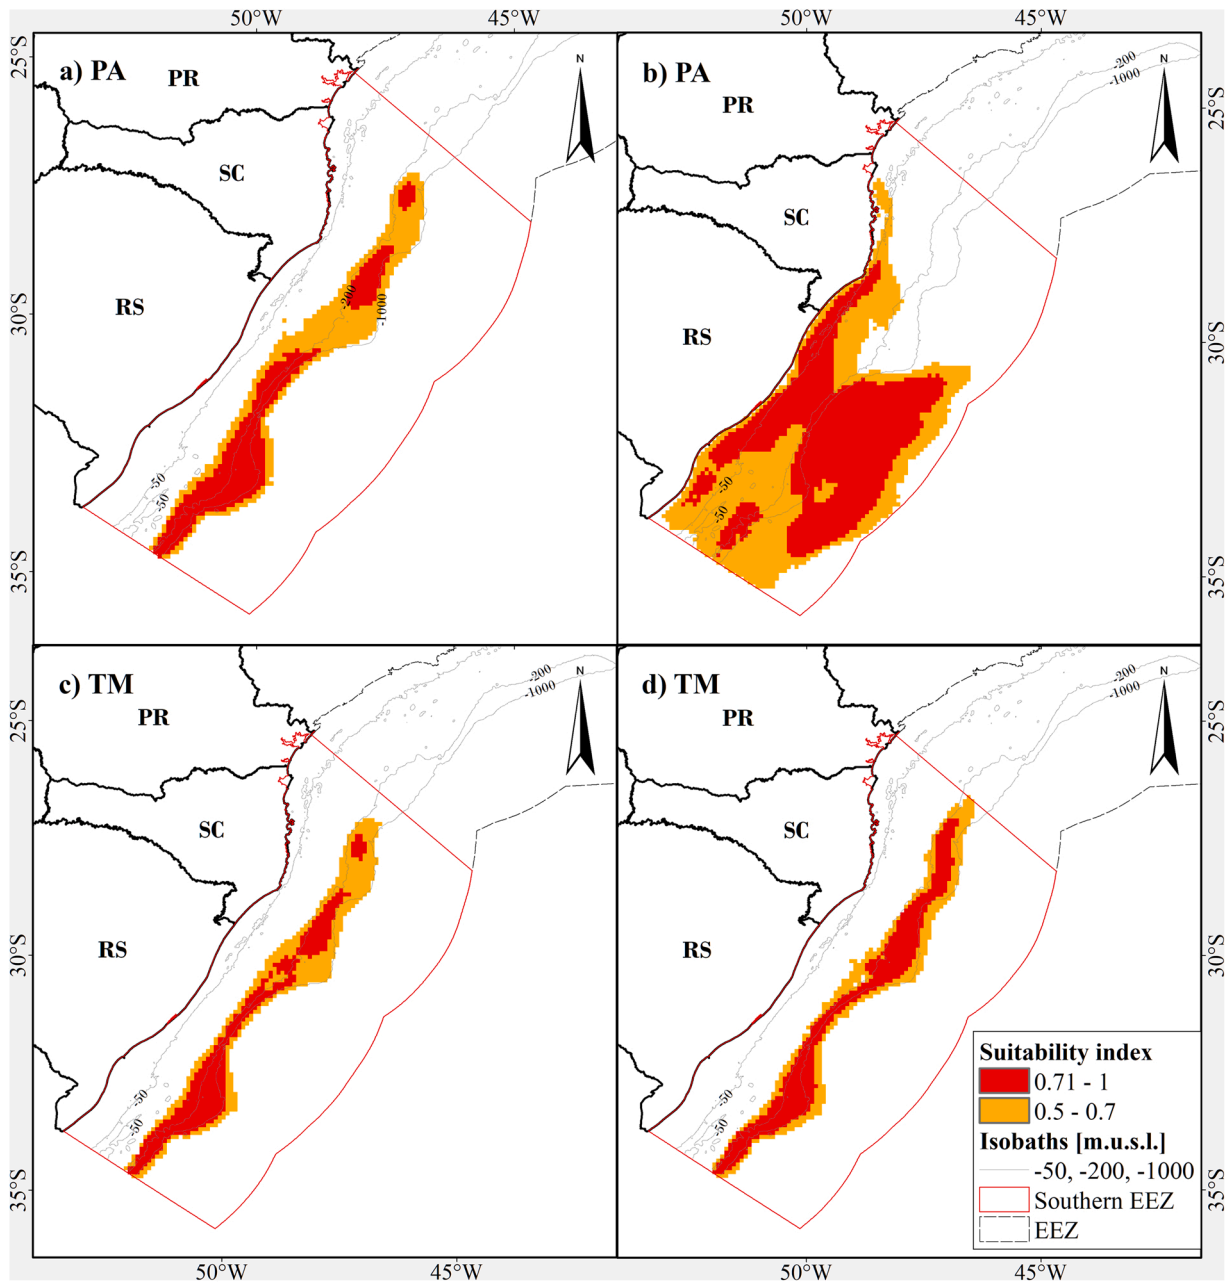 50°W 45°W 50°W 45°W
25°S
30°S
35°S
a) PA
PR
SC
RS
N
-200
-1000
-50
-50
b) PA
PR
SC
RS
N
-200
-1000
-50
-50
25°S
30°S
35°S
c) TM
PR
SC
RS
N
-200
-1000
-50
-50
25°S
30°S
35°S
d) TM
PR
SC
RS
N
-200
-1000
-50
-50
25°S
30°S
35°S
Suitability index
0.71 - 1
0.5 - 0.7
Isobaths [m.u.s.l.]
-50, -200, -1000
Southern EEZ
EEZ
50°W 45°W 50°W 45°W